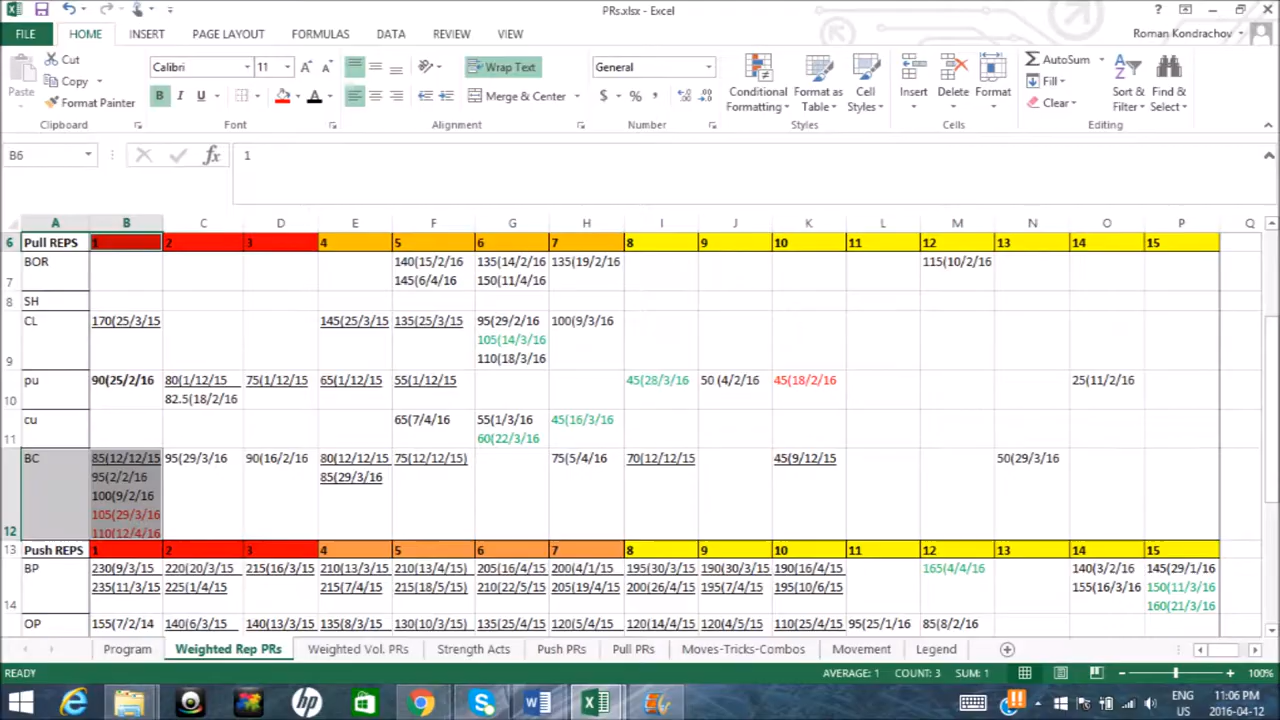 PRs.xlsx - Excel
FILE HOME INSERT PAGE LAYOUT FORMULAS DATA REVIEW VIEW Roman Kondrachov
Cut
Copy
Format Painter
Paste
Clipboard
Calibri 11
Font
Wrap Text
Merge & Center
Alignment
General
Number
Conditional Formatting
Format as Table
Cell Styles
Styles
Insert Delete Format
Cells
AutoSum
Fill
Clear
Sort & Filter
Find & Select
Editing
B6 1
A B C D E F G H I J K L M N O P Q
6 Pull REPS 1 2 3 4 5 6 7 8 9 10 11 12 13 14 15
7 BOR 140(15/2/16 135(14/2/16 135(19/2/16 115(10/2/16
145(6/4/16 150(11/4/16
8 SH
9 CL 170(25/3/15 145(25/3/15 135(25/3/15 95(29/2/16 100(9/3/16
105(14/3/16
110(18/3/16
10 pu 90(25/2/16 80(1/12/15 75(1/12/15 65(1/12/15 55(1/12/15 45(28/3/16 50 (4/2/16 45(18/2/16 25(11/2/16
82.5(18/2/16
11 cu 65(7/4/16 55(1/3/16 45(16/3/16
60(22/3/16
12 BC 85(12/12/15 95(29/3/16 90(16/2/16 80(12/12/15 75(12/12/15) 75(5/4/16 70(12/12/15 45(9/12/15 50(29/3/16
95(2/2/16 85(29/3/16
100(9/2/16
105(29/3/16
110(12/4/16
13 Push REPS 1 2 3 4 5 6 7 8 9 10 11 12 13 14 15
14 BP 230(9/3/15 220(20/3/15 215(16/3/15 210(13/3/15 210(13/4/15) 205(16/4/15 200(4/1/15 195(30/3/15 190(30/3/15 190(16/4/15 165(4/4/16 140(3/2/16 145(29/1/16
235(11/3/15 225(1/4/15 215(7/4/15 215(18/5/15) 210(22/5/15 205(19/4/15 200(26/4/15 195(7/4/15 195(10/6/15 155(16/3/16 150(11/3/16
160(21/3/16
OP 155(7/2/14 140(6/3/15 140(13/3/15 135(8/3/15 130(10/3/15) 135(25/4/15 120(5/4/15 120(14/4/15 120(4/5/15 110(25/4/15 95(25/1/16 85(8/2/16
Program Weighted Rep PRs Weighted Vol. PRs Strength Acts Push PRs Pull PRs Moves-Tricks-Combos Movement Legend
READY AVERAGE: 1 COUNT: 3 SUM: 1 100%
ENG
US
11:06 PM
2016-04-12